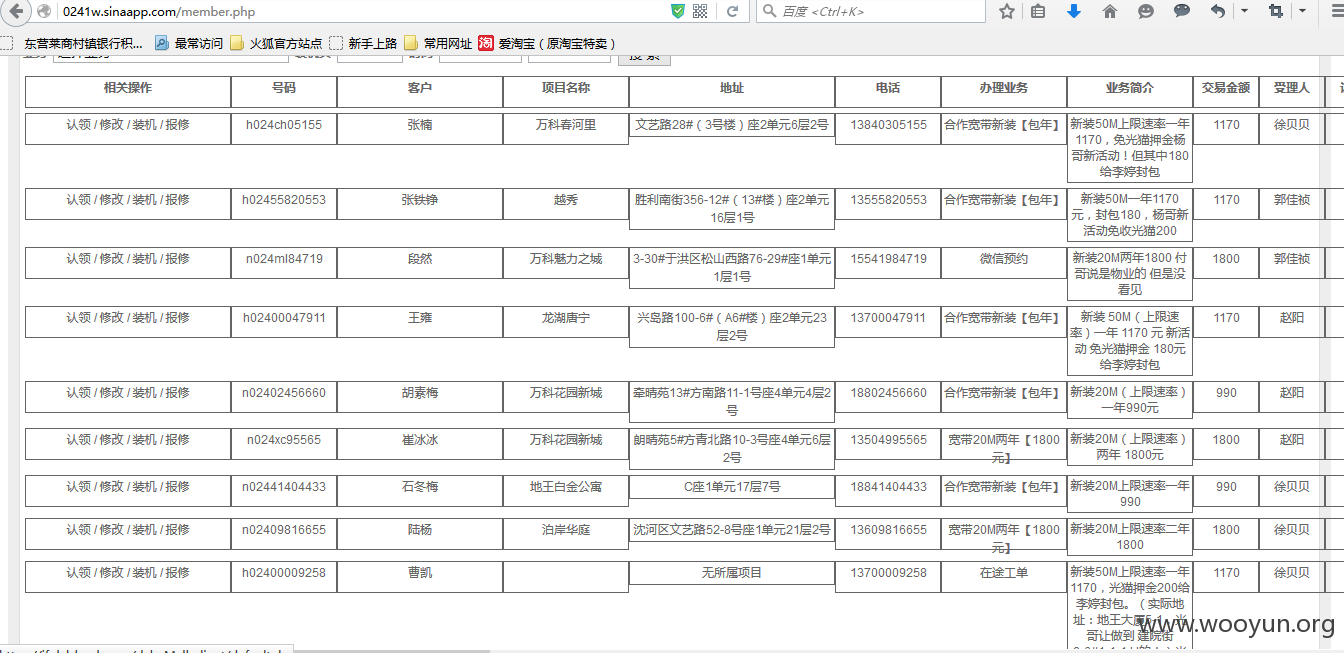 0241w.sinaapp.com/member.php
百度 <Ctrl+K>
东营莱商村镇银行积... 最常访问 火狐官方站点 新手上路 常用网址 淘 爱淘宝（原淘宝特卖）
搜 索
相关操作 号码 客户 项目名称 地址 电话 办理业务 业务简介 交易金额 受理人
认领 / 修改 / 装机 / 报修 h024ch05155 张楠 万科春河里 文艺路28#（3号楼）座2单元6层2号 13840305155 合作宽带新装【包年】 新装50M上限速率一年
1170，免光猫押金杨
哥新活动！但其中180
给李婷封包
1170 徐贝贝
认领 / 修改 / 装机 / 报修 h02455820553 张铁铮 越秀 胜利南街356-12#（13#楼）座2单元
16层1号
13555820553 合作宽带新装【包年】 新装50M一年1170
元，封包180，杨哥新
活动免收光猫200
1170 郭佳祯
认领 / 修改 / 装机 / 报修 n024ml84719 段然 万科魅力之城 3-30#于洪区松山西路76-29#座1单元
1层1号
15541984719 微信预约 新装20M两年1800 付
哥说是物业的 但是没
看见
1800 郭佳祯
认领 / 修改 / 装机 / 报修 h02400047911 王雍 龙湖唐宁 兴岛路100-6#（A6#楼）座2单元23
层2号
13700047911 合作宽带新装【包年】 新装 50M（上限速
率）一年 1170 元 新活
动 免光猫押金 180元
给李婷封包
1170 赵阳
认领 / 修改 / 装机 / 报修 n02402456660 胡素梅 万科花园新城 牵晴苑13#方南路11-1号座4单元4层2
号
18802456660 合作宽带新装【包年】 新装20M（上限速率）
一年990元
990 赵阳
认领 / 修改 / 装机 / 报修 n024xc95565 崔冰冰 万科花园新城 朗晴苑5#方青北路10-3号座4单元6层
2号
13504995565 宽带20M两年【1800
元】
新装20M（上限速率）
两年 1800元
1800 赵阳
认领 / 修改 / 装机 / 报修 n02441404433 石冬梅 地王白金公寓 C座1单元17层7号 18841404433 合作宽带新装【包年】 新装20M上限速率一年
990
990 徐贝贝
认领 / 修改 / 装机 / 报修 n02409816655 陆杨 泊岸华庭 沈河区文艺路52-8号座1单元21层2号 13609816655 宽带20M两年【1800
元】
新装20M上限速率二年
1800
1800 徐贝贝
认领 / 修改 / 装机 / 报修 h02400009258 曹凯 无所属项目 13700009258 在途工单 新装50M上限速率一年
1170，光猫押金200给
李婷封包。（实际地
址：地王大厦
哥让做到 建院街
1170 徐贝贝
www.wooyun.org